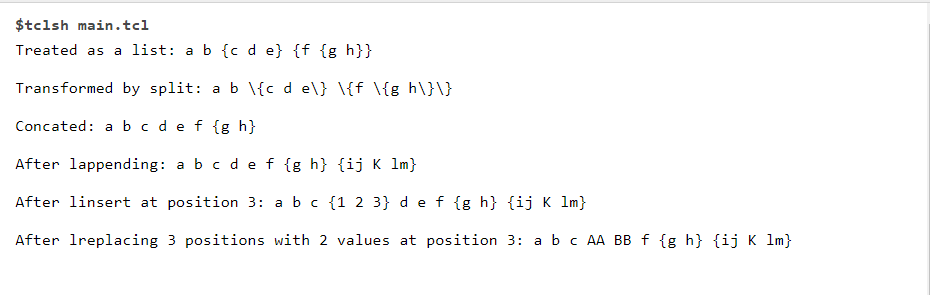 $tclsh main.tcl
Treated as a list: a b {c d e} {f {g h}}
Transformed by split: a b \{c d e\} \{f \{g h\}\}
Concated: a b c d e f {g h}
After lappending: a b c d e f {g h} {ij K lm}
After linsert at position 3: a b c {1 2 3} d e f {g h} {ij K lm}
After lreplacing 3 positions with 2 values at position 3: a b c AA BB f {g h} {ij K lm}